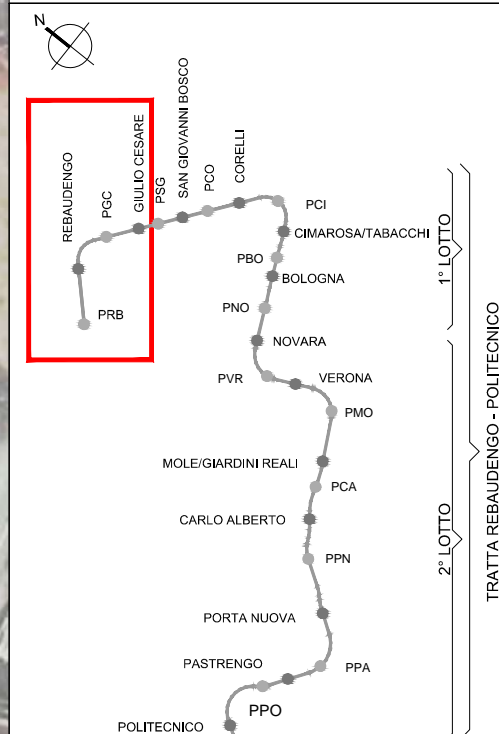 N
REBAUDENGO
PGC
GIULIO CESARE
PSG
SAN GIOVANNI BOSCO
PCO
CORELLI
PCI
CIMAROSA/TABACCHI
PBO
BOLOGNA
PNO
PRB
NOVARA
PVR
VERONA
PMO
MOLE/GIARDINI REALI
PCA
CARLO ALBERTO
PPN
PORTA NUOVA
PASTRENGO
PPA
PPO
POLITECNICO
1° LOTTO
2° LOTTO
TRATTA REBAUDENGO - POLITECNICO